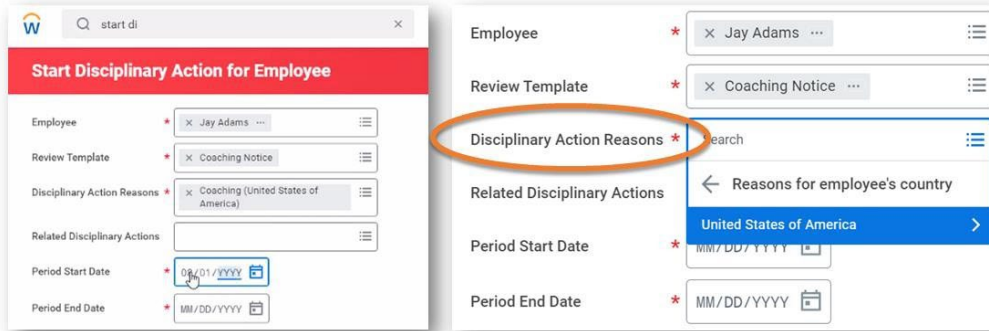 start di
Start Disciplinary Action for Employee
Employee * × Jay Adams ···
Review Template * × Coaching Notice
Disciplinary Action Reasons * × Coaching (United States of
America)
Related Disciplinary Actions
Period Start Date * 08/01/YYYY
Period End Date * MM/DD/YYYY
Employee * × Jay Adams ···
Review Template * × Coaching Notice ···
Disciplinary Action Reasons * Search
← Reasons for employee's country
Related Disciplinary Actions
United States of America
Period Start Date * MM/DD/YYYY
Period End Date * MM/DD/YYYY